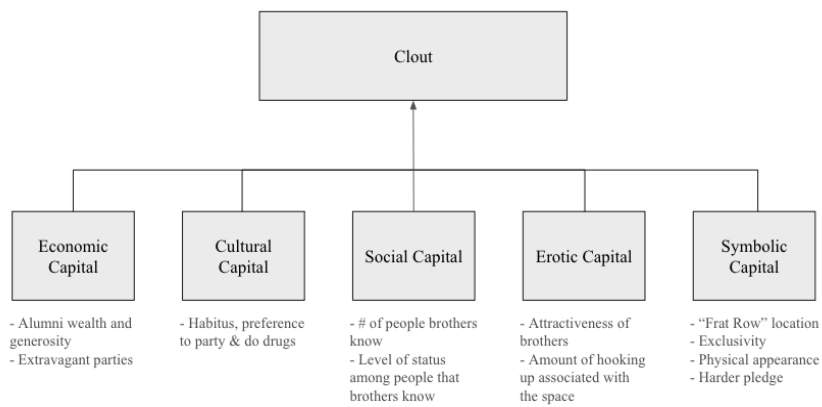 Clout
Economic
Capital
Cultural
Capital
Social Capital
Erotic Capital
Symbolic
Capital
- Alumni wealth and
generosity
- Extravagant parties
- Habitus, preference
to party & do drugs
- # of people brothers
know
- Level of status
among people that
brothers know
- Attractiveness of
brothers
- Amount of hooking
up associated with
the space
- “Frat Row” location
- Exclusivity
- Physical appearance
- Harder pledge